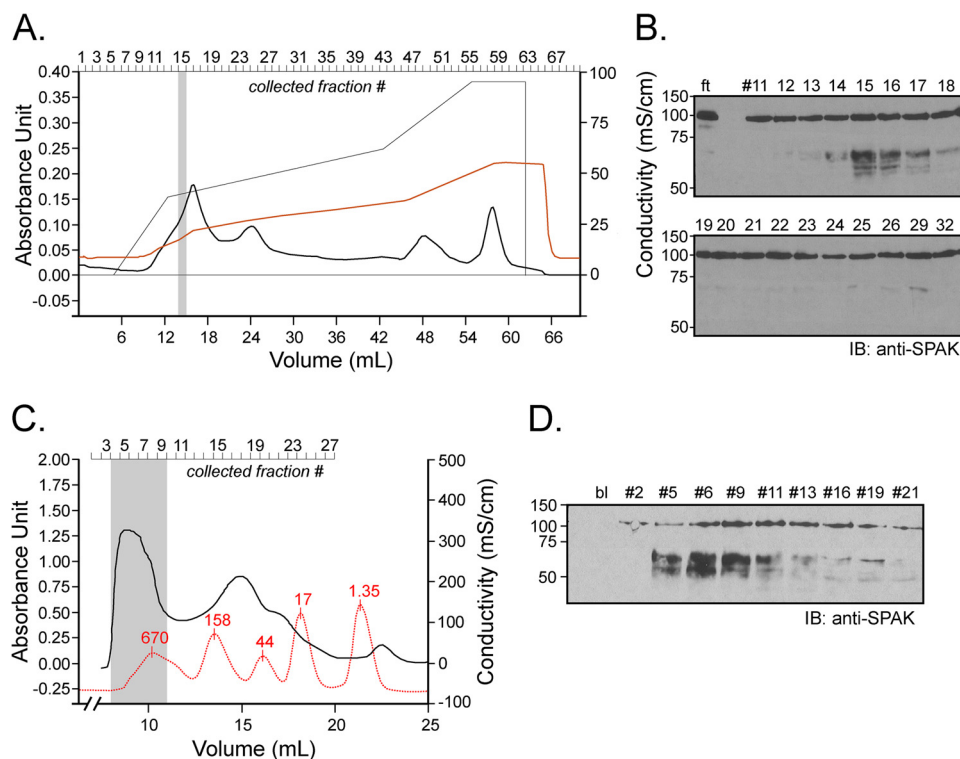 A.
1 3 5 7 9 11 15 19 23 27 31 35 39 43 47 51 55 59 63 67
collected fraction #
0.40
0.35
0.30
0.25
0.20
0.15
0.10
0.05
0.00
-0.05
Absorbance Unit
100
75
50
25
0
Conductivity (mS/cm)
6 12 18 24 30 36 42 48 54 60 66
Volume (mL)
B.
ft #11 12 13 14 15 16 17 18
150
100
75
50
19 20 21 22 23 24 25 26 29 32
150
100
75
50
IB: anti-SPAK
C.
3 5 7 9 11 15 19 23 27
collected fraction #
2.00
1.75
1.50
1.25
1.00
0.75
0.50
0.25
0.00
-0.25
Absorbance Unit
670 158 44 17 1.35
500
400
300
200
100
0
-100
Conductivity (mS/cm)
10 15 20 25
Volume (mL)
D.
bl #2 #5 #6 #9 #11 #13 #16 #19 #21
150
100
75
50
IB: anti-SPAK